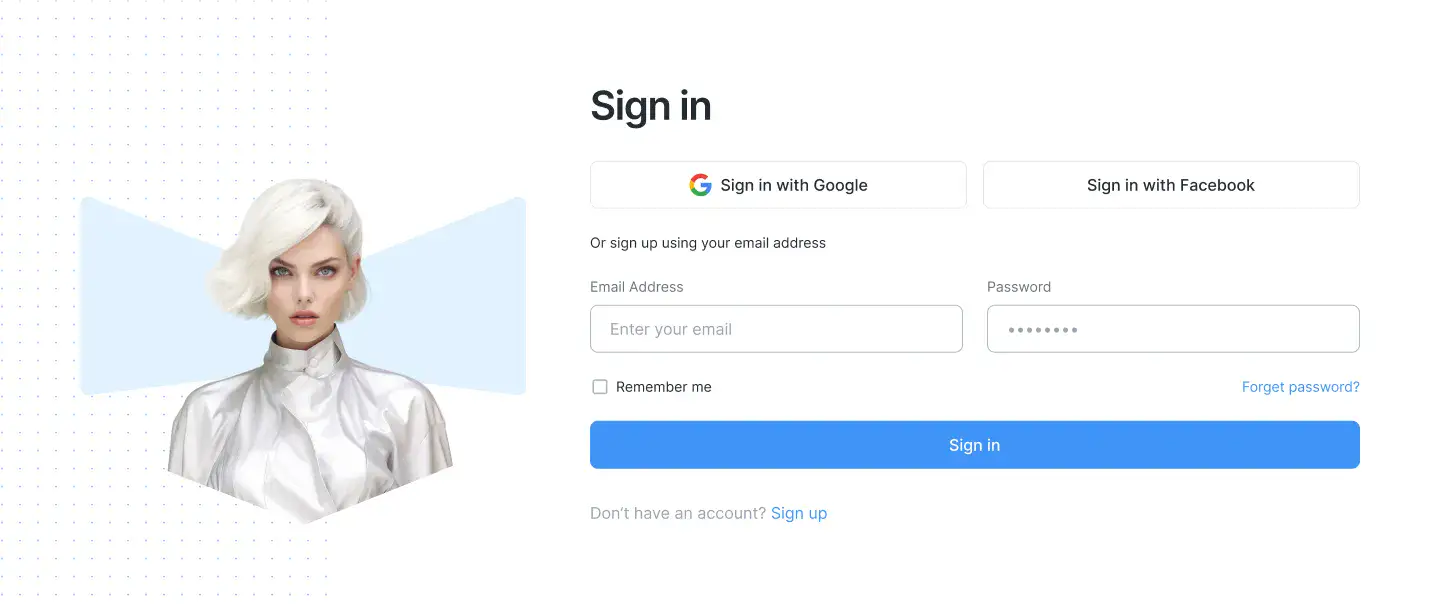 Sign in
Sign in with Google
Sign in with Facebook
Or sign up using your email address
Email Address
Password
Enter your email
••••••••
Remember me
Forget password?
Sign in
Don’t have an account? Sign up